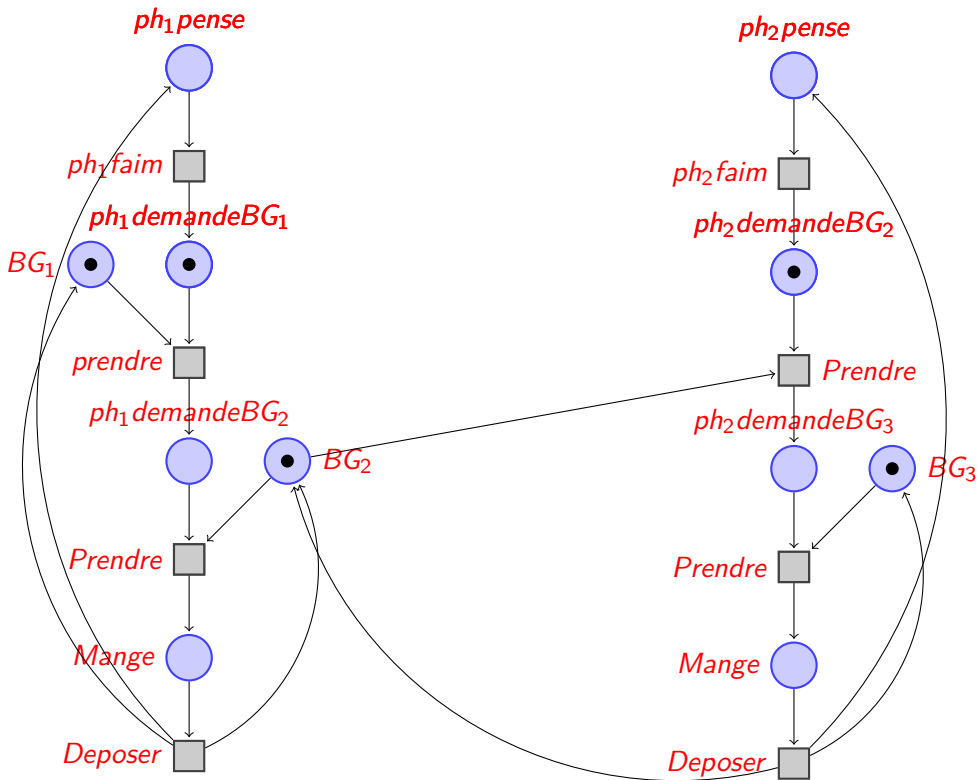 ph₁pense
ph₂pense
ph₁faim
ph₂faim
ph₁demandeBG₁
ph₂demandeBG₂
BG₁
prendre
Prendre
ph₁demandeBG₂
ph₂demandeBG₃
BG₂
BG₃
Prendre
Prendre
Mange
Mange
Deposer
Deposer